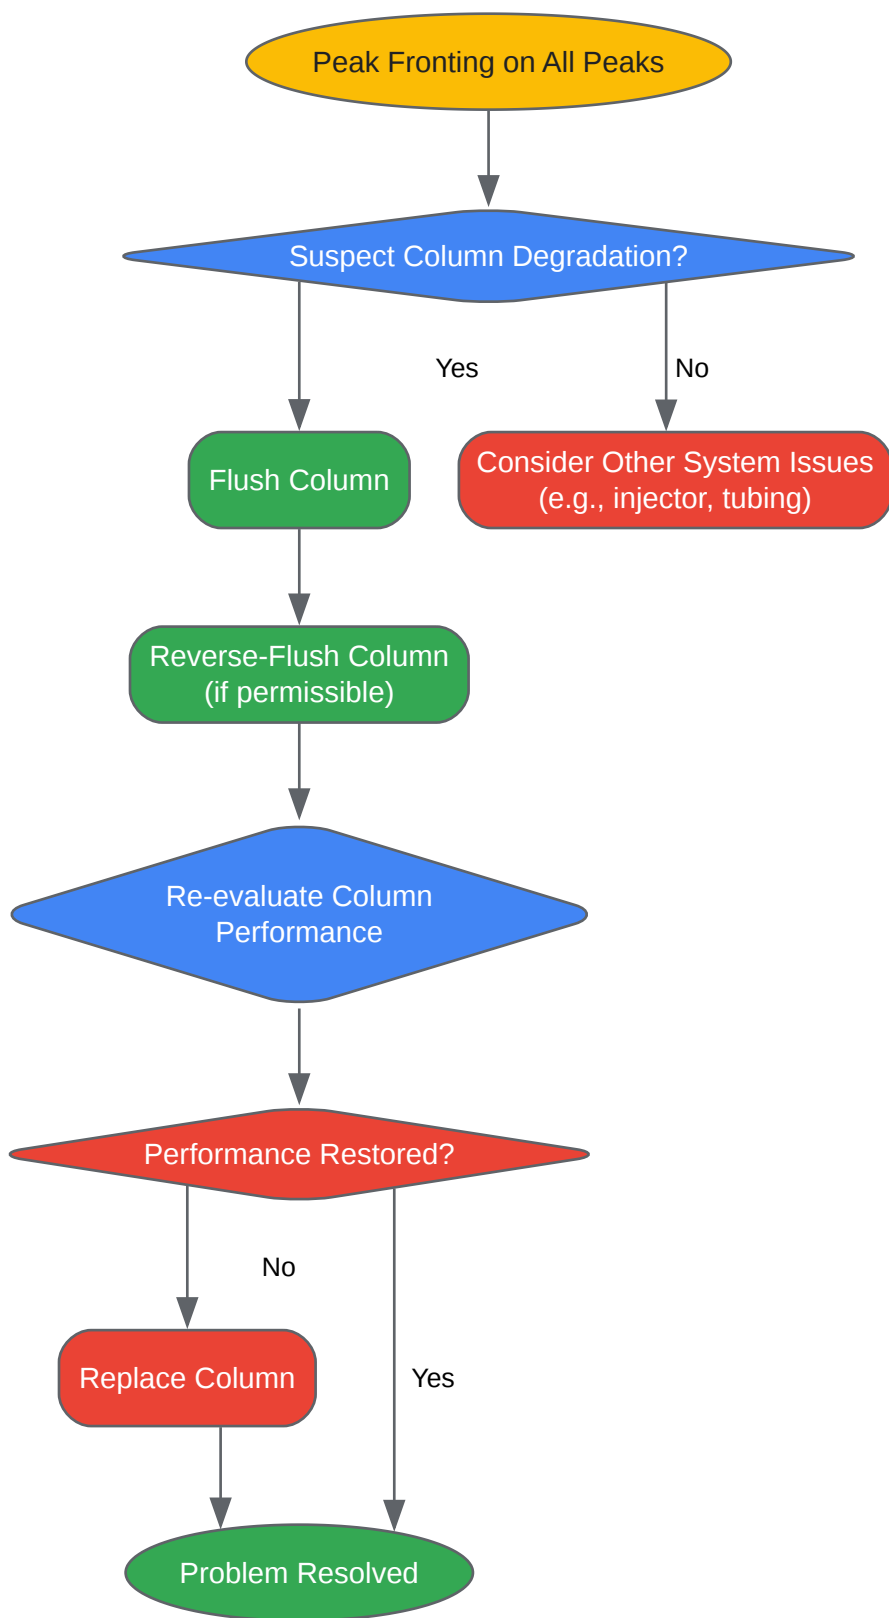 Peak Fronting on All Peaks
Suspect Column Degradation?
Yes
No
Flush Column
Consider Other System Issues
(e.g., injector, tubing)
Reverse-Flush Column
(if permissible)
Re-evaluate Column
Performance
Performance Restored?
No
Replace Column
Yes
Problem Resolved